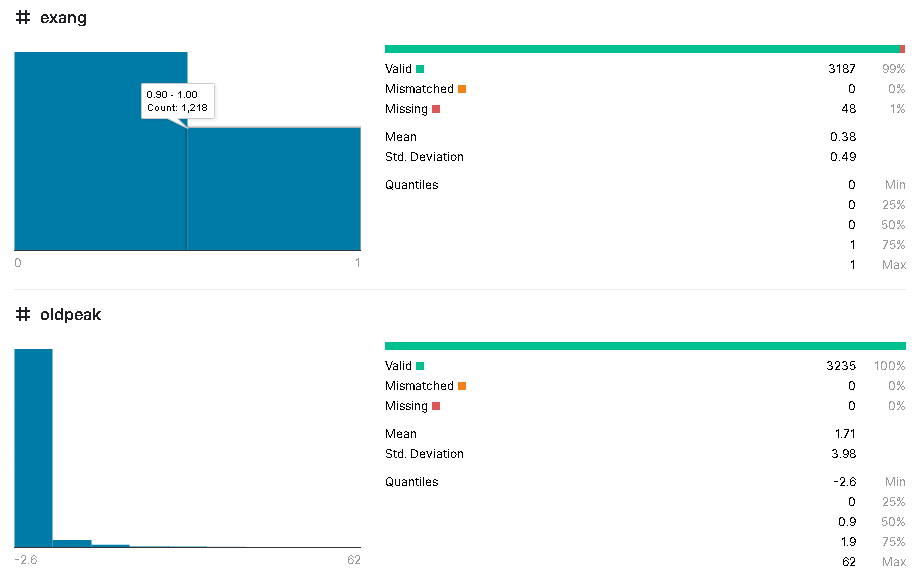 # exang
0.90 - 1.00
Count: 1,218
0 1
Valid 3187 99%
Mismatched 0 0%
Missing 48 1%
Mean 0.38
Std. Deviation 0.49
Quantiles 0 Min
0 25%
0 50%
1 75%
1 Max
# oldpeak
-2.6 62
Valid 3235 100%
Mismatched 0 0%
Missing 0 0%
Mean 1.71
Std. Deviation 3.98
Quantiles -2.6 Min
0 25%
0.9 50%
1.9 75%
62 Max